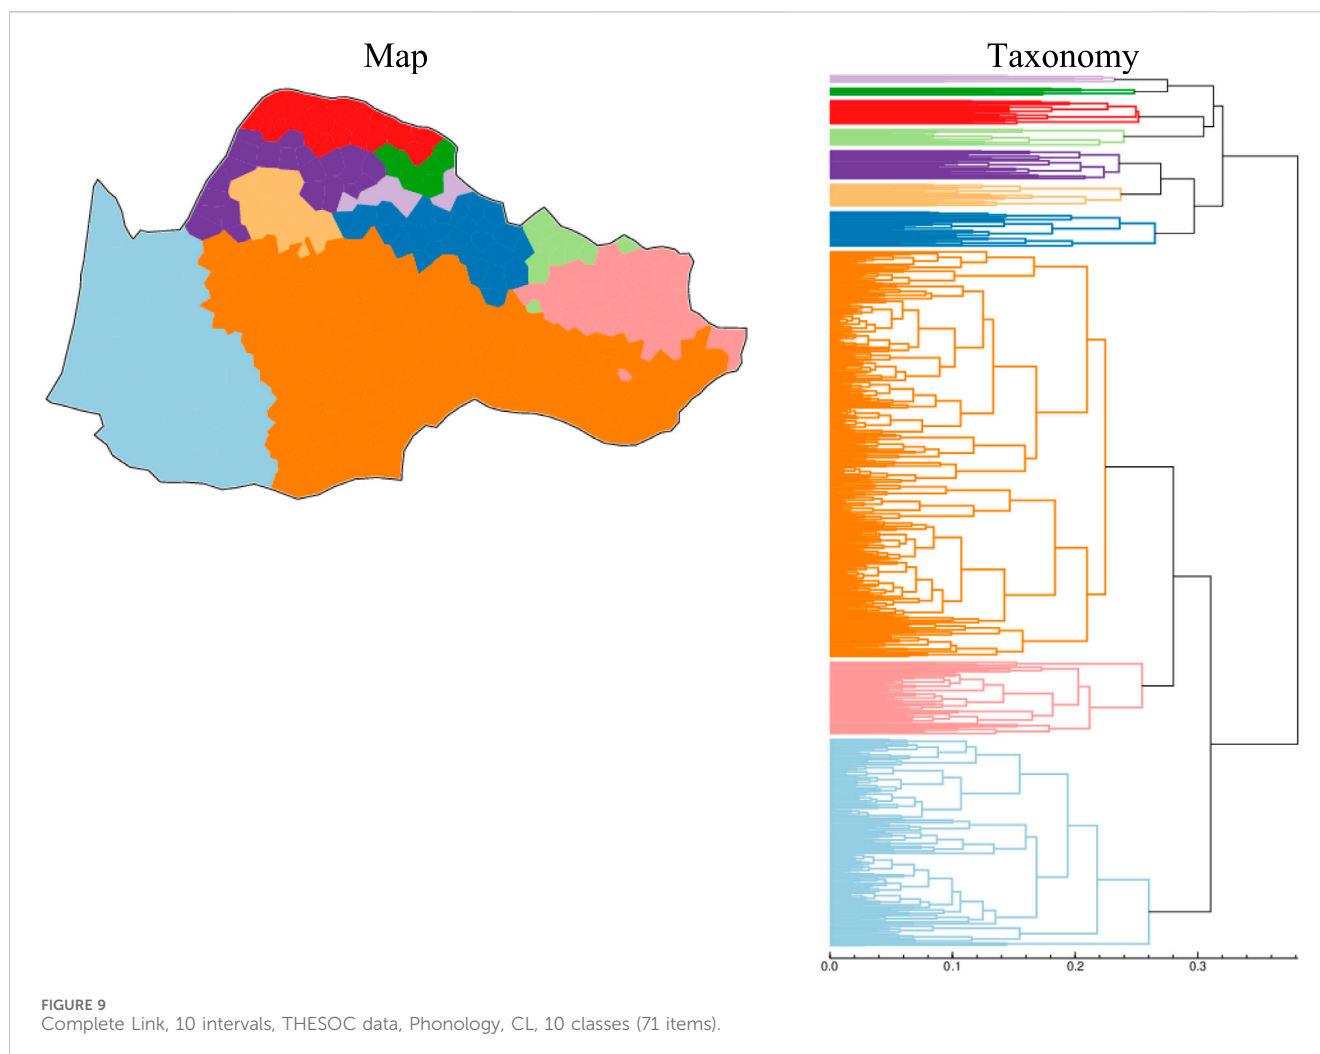 Map
Taxonomy
0.0 0.1 0.2 0.3
FIGURE 9
Complete Link, 10 intervals, THESOC data, Phonology, CL, 10 classes (71 items).